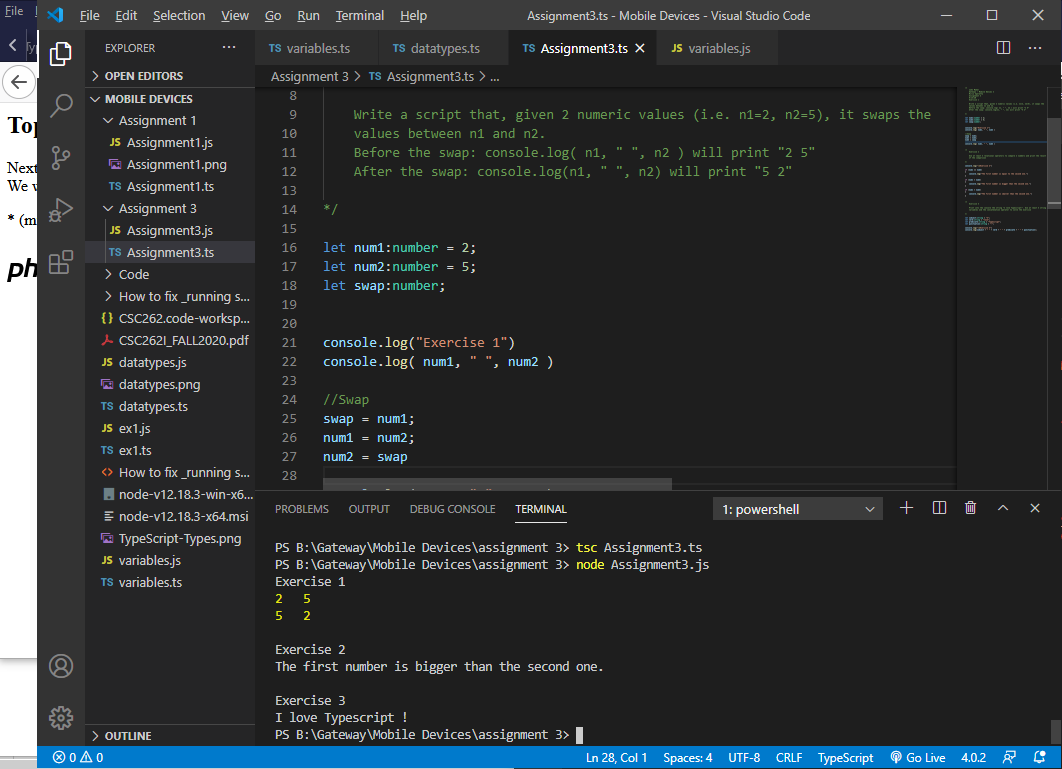 File
File Edit Selection View Go Run Terminal Help
Assignment3.ts - Mobile Devices - Visual Studio Code
Top
Next
We w
* (m
ph
EXPLORER ···
OPEN EDITORS
MOBILE DEVICES
Assignment 1
JS Assignment1.js
Assignment1.png
TS Assignment1.ts
Assignment 3
JS Assignment3.js
TS Assignment3.ts
Code
How to fix _running s...
{} CSC262.code-worksp...
CSC262I_FALL2020.pdf
JS datatypes.js
datatypes.png
TS datatypes.ts
JS ex1.js
TS ex1.ts
<> How to fix _running s...
node-v12.18.3-win-x6...
node-v12.18.3-x64.msi
TypeScript-Types.png
JS variables.js
TS variables.ts
OUTLINE
TS variables.ts
TS datatypes.ts
TS Assignment3.ts
JS variables.js
Assignment 3 > TS Assignment3.ts > ...
8
9 Write a script that, given 2 numeric values (i.e. n1=2, n2=5), it swaps the
10 values between n1 and n2.
11 Before the swap: console.log( n1, " ", n2 ) will print "2 5"
12 After the swap: console.log(n1, " ", n2) will print "5 2"
13
14 */
15
16 let num1:number = 2;
17 let num2:number = 5;
18 let swap:number;
19
20
21 console.log("Exercise 1")
22 console.log( num1, " ", num2 )
23
24 //Swap
25 swap = num1;
26 num1 = num2;
27 num2 = swap
28
PROBLEMS OUTPUT DEBUG CONSOLE TERMINAL
1: powershell
PS B:\Gateway\Mobile Devices\assignment 3> tsc Assignment3.ts
PS B:\Gateway\Mobile Devices\assignment 3> node Assignment3.js
Exercise 1
2 5
5 2
Exercise 2
The first number is bigger than the second one.
Exercise 3
I love Typescript !
PS B:\Gateway\Mobile Devices\assignment 3>
0 0
Ln 28, Col 1 Spaces: 4 UTF-8 CRLF TypeScript Go Live 4.0.2